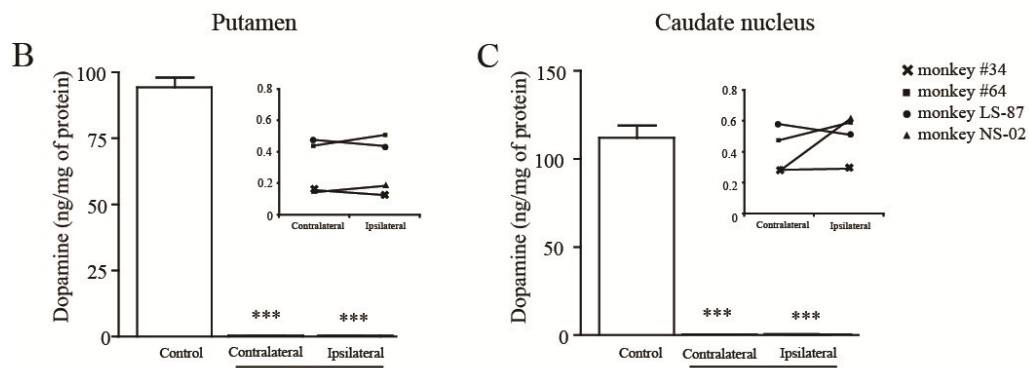 Putamen
Caudate nucleus
B
Dopamine (ng/mg of protein)
100
75
50
25
0
0.8
0.6
0.4
0.2
0
Contralateral Ipsilateral
*** ***
Control Contralateral Ipsilateral
C
Dopamine (ng/mg of protein)
150
100
50
0
0.8
0.6
0.4
0.2
0
Contralateral Ipsilateral
*** ***
Control Contralateral Ipsilateral
monkey #34
monkey #64
monkey LS-87
monkey NS-02